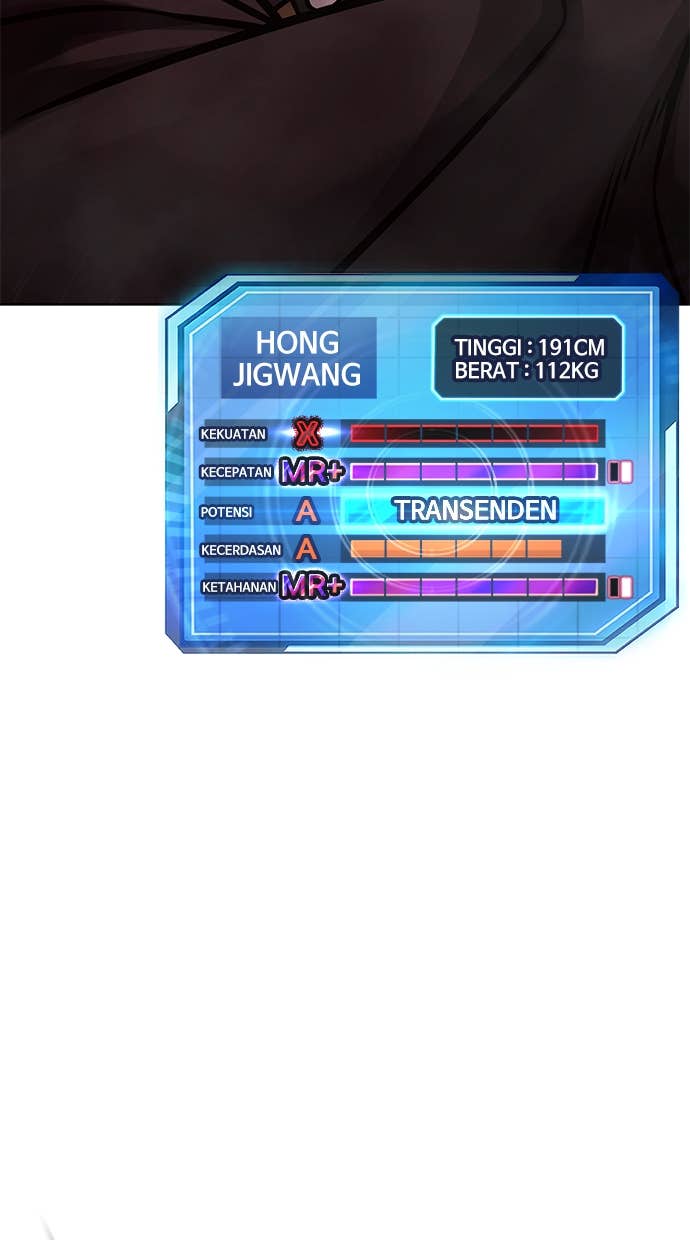 HONG
JIGWANG
TINGGI : 191CM
BERAT : 112KG
KEKUATAN X
KECEPATAN MR+
POTENSI A TRANSENDEN
KECERDASAN A
KETAHANAN MR+